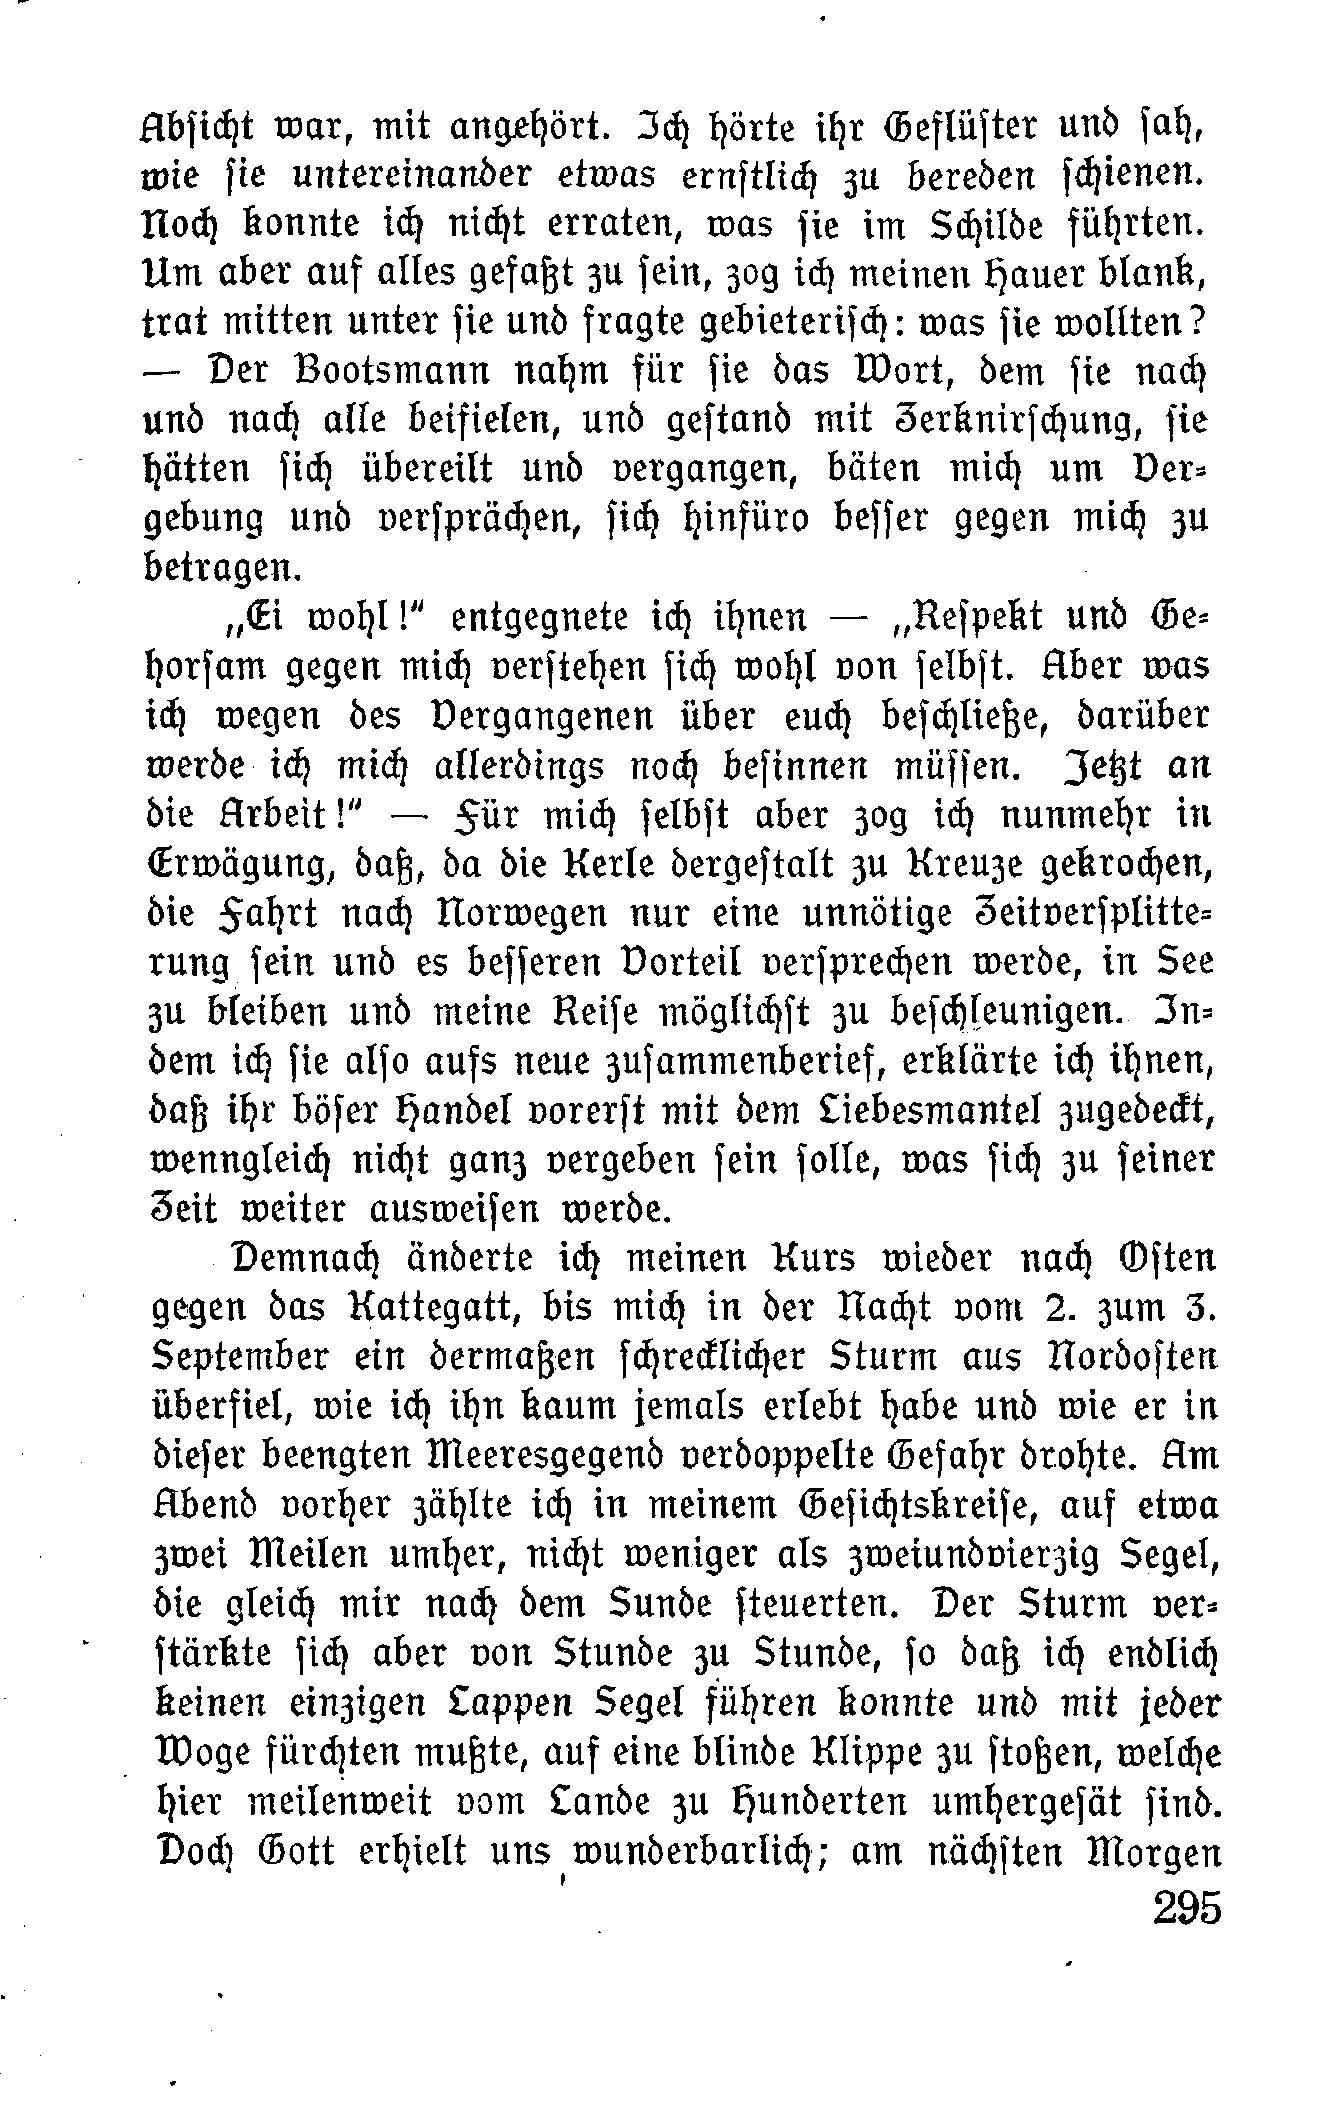 Absicht war, mit angehört. Ich hörte ihr Geflüster und sah,
wie sie untereinander etwas ernstlich zu bereden schienen.
Noch konnte ich nicht erraten, was sie im Schilde führten.
Um aber auf alles gefaßt zu sein, zog ich meinen Hauer blank,
trat mitten unter sie und fragte gebieterisch: was sie wollten?
— Der Bootsmann nahm für sie das Wort, dem sie nach
und nach alle beifielen, und gestand mit Zerknirschung, sie
hätten sich übereilt und vergangen, bäten mich um Ver-
gebung und versprächen, sich hinfüro besser gegen mich zu
betragen.
„Ei wohl!“ entgegnete ich ihnen — „Respekt und Ge-
horsam gegen mich verstehen sich wohl von selbst. Aber was
ich wegen des Vergangenen über euch beschließe, darüber
werde ich mich allerdings noch besinnen müssen. Jetzt an
die Arbeit!“ — Für mich selbst aber zog ich nunmehr in
Erwägung, daß, da die Kerle dergestalt zu Kreuze gekrochen,
die Fahrt nach Norwegen nur eine unnötige Zeitversplitte-
rung sein und es besseren Vorteil versprechen werde, in See
zu bleiben und meine Reise möglichst zu beschleunigen. In-
dem ich sie also aufs neue zusammenberief, erklärte ich ihnen,
daß ihr böser Handel vorerst mit dem Liebesmantel zugedeckt,
wenngleich nicht ganz vergeben sein solle, was sich zu seiner
Zeit weiter ausweisen werde.
Demnach änderte ich meinen Kurs wieder nach Osten
gegen das Kattegatt, bis mich in der Nacht vom 2. zum 3.
September ein dermaßen schrecklicher Sturm aus Nordosten
überfiel, wie ich ihn kaum jemals erlebt habe und wie er in
dieser beengten Meeresgegend verdoppelte Gefahr drohte. Am
Abend vorher zählte ich in meinem Gesichtskreise, auf etwa
zwei Meilen umher, nicht weniger als zweiundvierzig Segel,
die gleich mir nach dem Sunde steuerten. Der Sturm ver-
stärkte sich aber von Stunde zu Stunde, so daß ich endlich
keinen einzigen Lappen Segel führen konnte und mit jeder
Woge fürchten mußte, auf eine blinde Klippe zu stoßen, welche
hier meilenweit vom Lande zu Hunderten umhergesät sind.
Doch Gott erhielt uns wunderbarlich; am nächsten Morgen
295